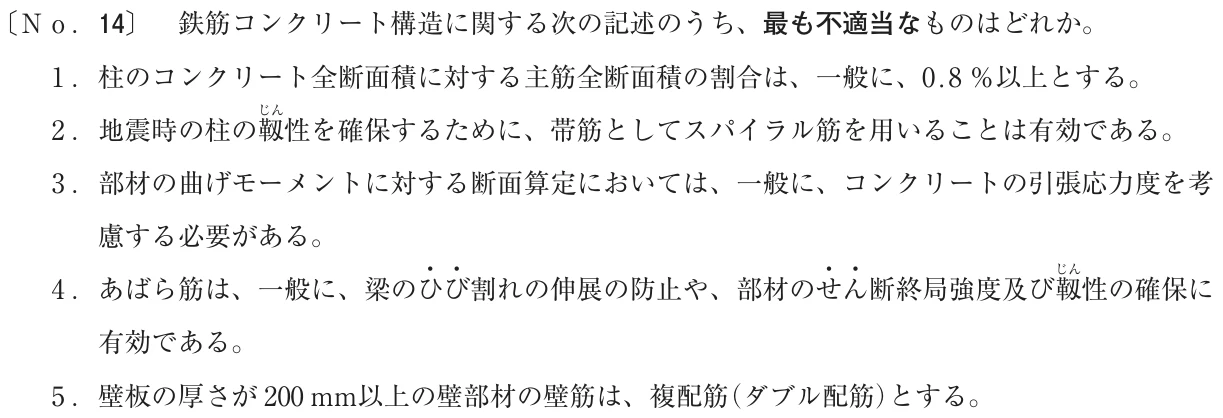 〔No. 14〕　鉄筋コンクリート構造に関する次の記述のうち、最も不適当なものはどれか。
1. 柱のコンクリート全断面積に対する主筋全断面積の割合は、一般に、0.8 %以上とする。
2. 地震時の柱の靱(じん)性を確保するために、帯筋としてスパイラル筋を用いることは有効である。
3. 部材の曲げモーメントに対する断面算定においては、一般に、コンクリートの引張応力度を考
慮する必要がある。
4. あばら筋は、一般に、梁のひび割れの伸展の防止や、部材のせん断終局強度及び靱(じん)性の確保に
有効である。
5. 壁板の厚さが 200 mm以上の壁部材の壁筋は、複配筋(ダブル配筋)とする。